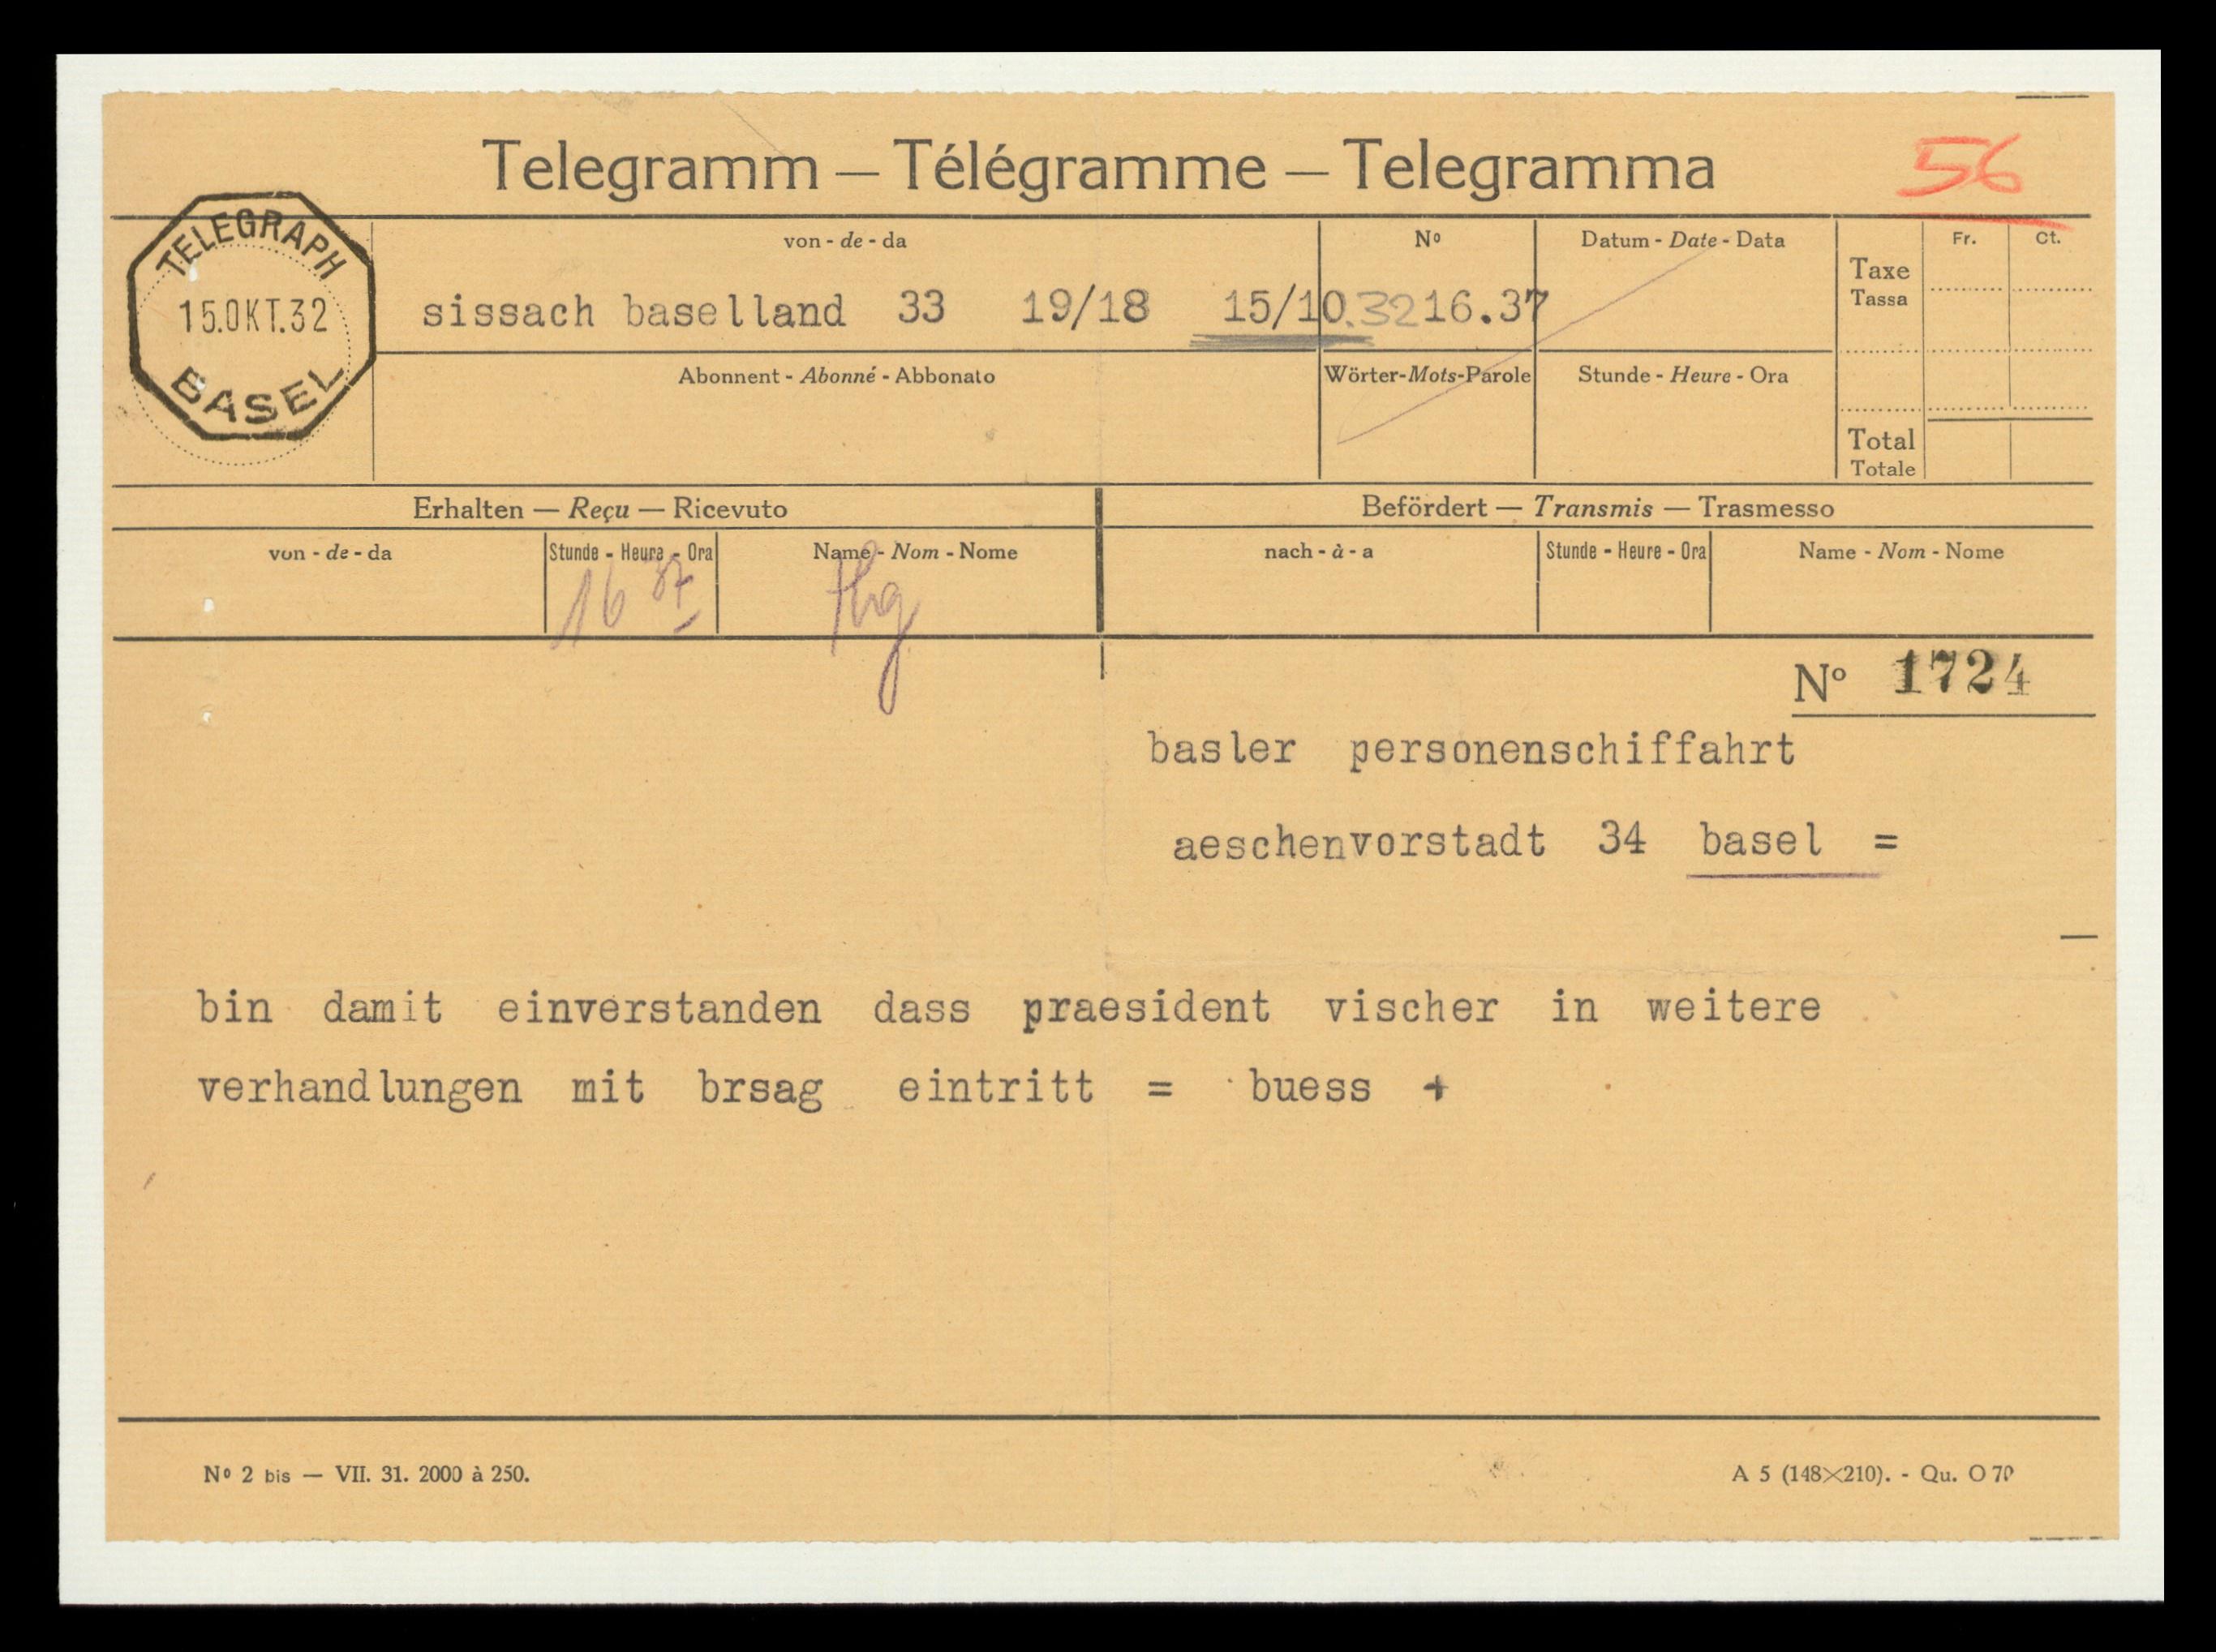 Telegramm — Télégramme — Telegramma
56
TELEGRAPH
15.OKT.32
BASEL
von - de - da
Nº
Datum - Date - Data
Fr.
Ct.
Taxe
Tassa
sissach baselland 33 19/18 15/10.32 16.37
Abonnent - Abonné - Abbonato
Wörter-Mots-Parole
Stunde - Heure - Ora
Total
Totale
Erhalten — Reçu — Ricevuto
Befördert — Transmis — Trasmesso
von - de - da
Stunde - Heure - Ora
Name - Nom - Nome
nach - à - a
Stunde - Heure - Ora
Name - Nom - Nome
16 37
Nº 1724
basler personenschiffahrt
aeschenvorstadt 34 basel =
bin damit einverstanden dass praesident vischer in weitere
verhandlungen mit brsag eintritt = buess +
Nº 2 bis — VII. 31. 2000 à 250.
A 5 (148×210). - Qu. O 70